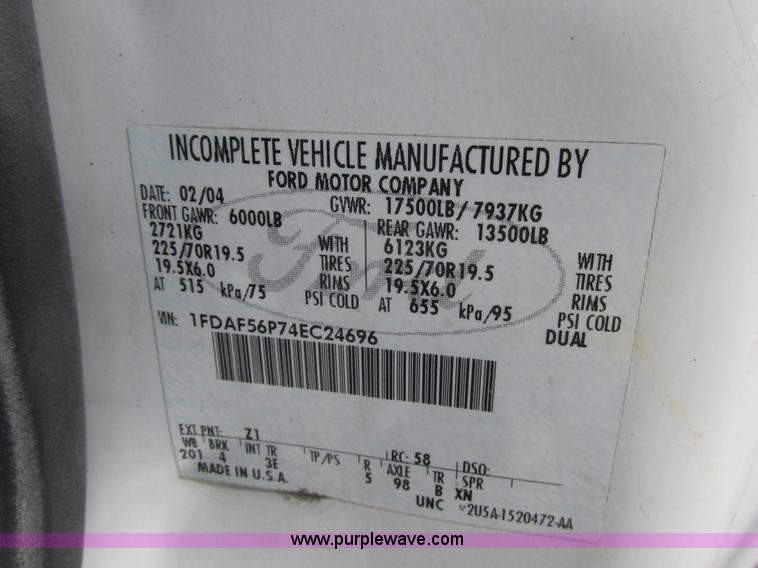 INCOMPLETE VEHICLE MANUFACTURED BY
FORD MOTOR COMPANY
DATE: 02/04 GVWR: 17500LB/ 7937KG
FRONT GAWR: 6000LB REAR GAWR: 13500LB
2721KG WITH 6123KG WITH
225/70R19.5 TIRES 225/70R19.5 TIRES
19.5X6.0 RIMS 19.5X6.0 RIMS
AT 515 kPa/75 PSI COLD AT 655 kPa/95 PSI COLD
DUAL
VIN: 1FDAF56P74EC24696
Ford
EXT PNT: Z1 RC: 58 DSO:
WB BRK INT TR TP/PS R AXLE TR SPR
201 4 3E 5 98 B XN
MADE IN U.S.A. UNC 2U5A-1520472-AA
www.purplewave.com